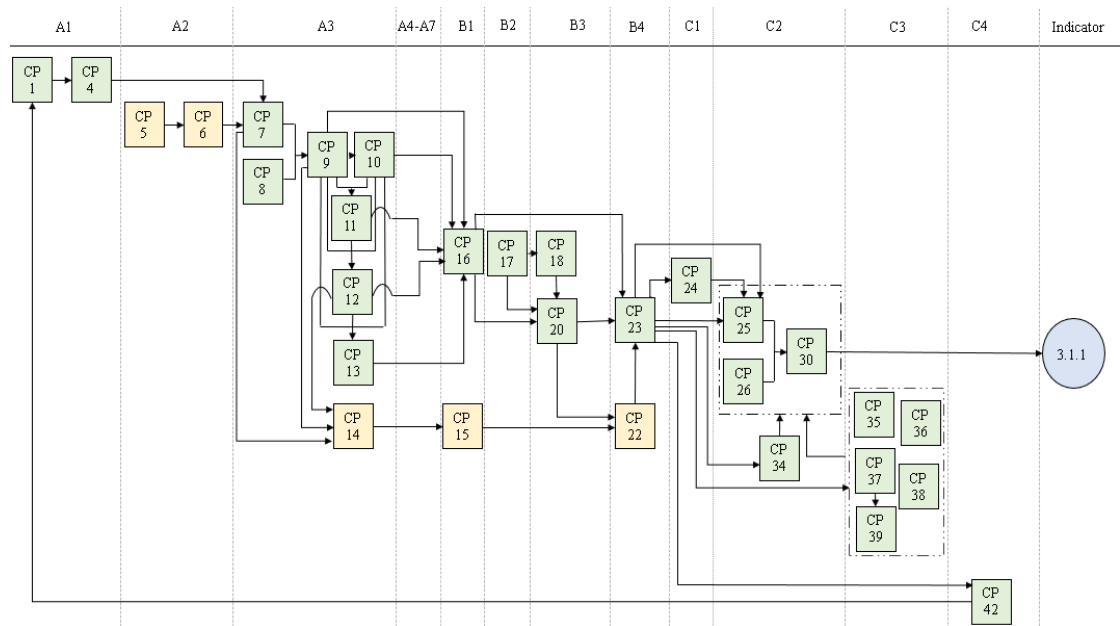 A1 A2 A3 A4-A7 B1 B2 B3 B4 C1 C2 C3 C4 Indicator
CP
1
CP
4
CP
5
CP
6
CP
7
CP
8
CP
9
CP
10
CP
11
CP
12
CP
13
CP
14
CP
15
CP
16
CP
17
CP
18
CP
20
CP
22
CP
23
CP
24
CP
25
CP
26
CP
30
CP
34
CP
35
CP
36
CP
37
CP
38
CP
39
CP
42
3.1.1